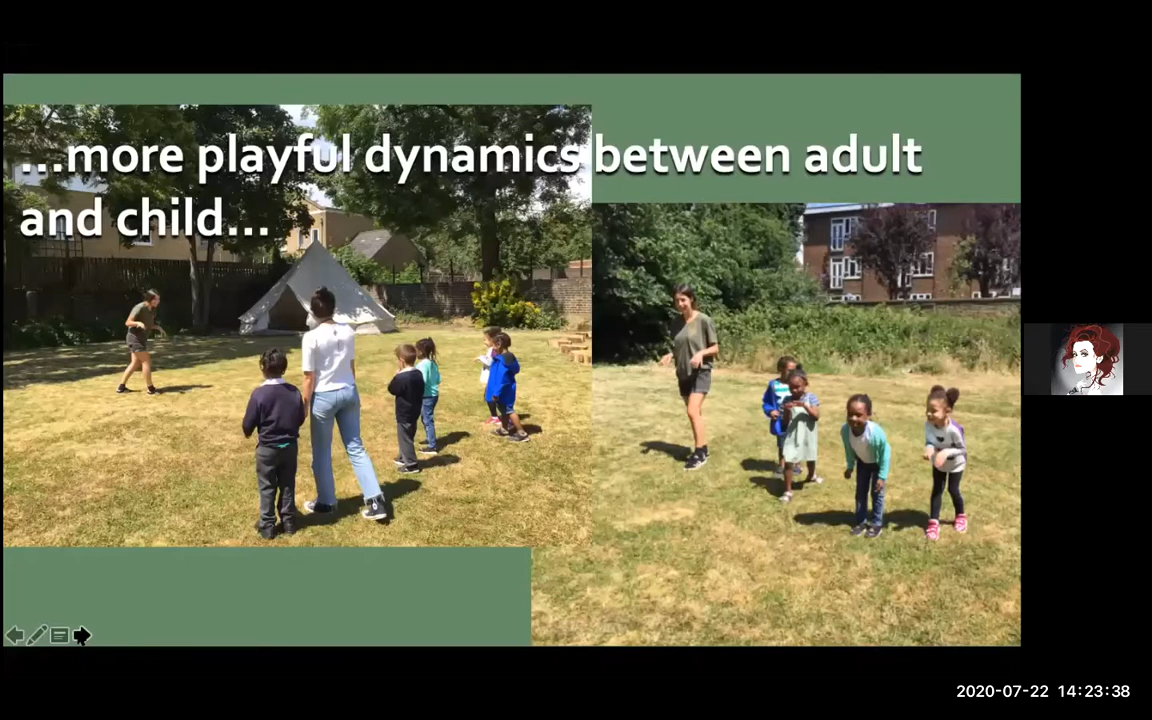 ...more playful dynamics between adult
and child...
2020-07-22 14:23:38